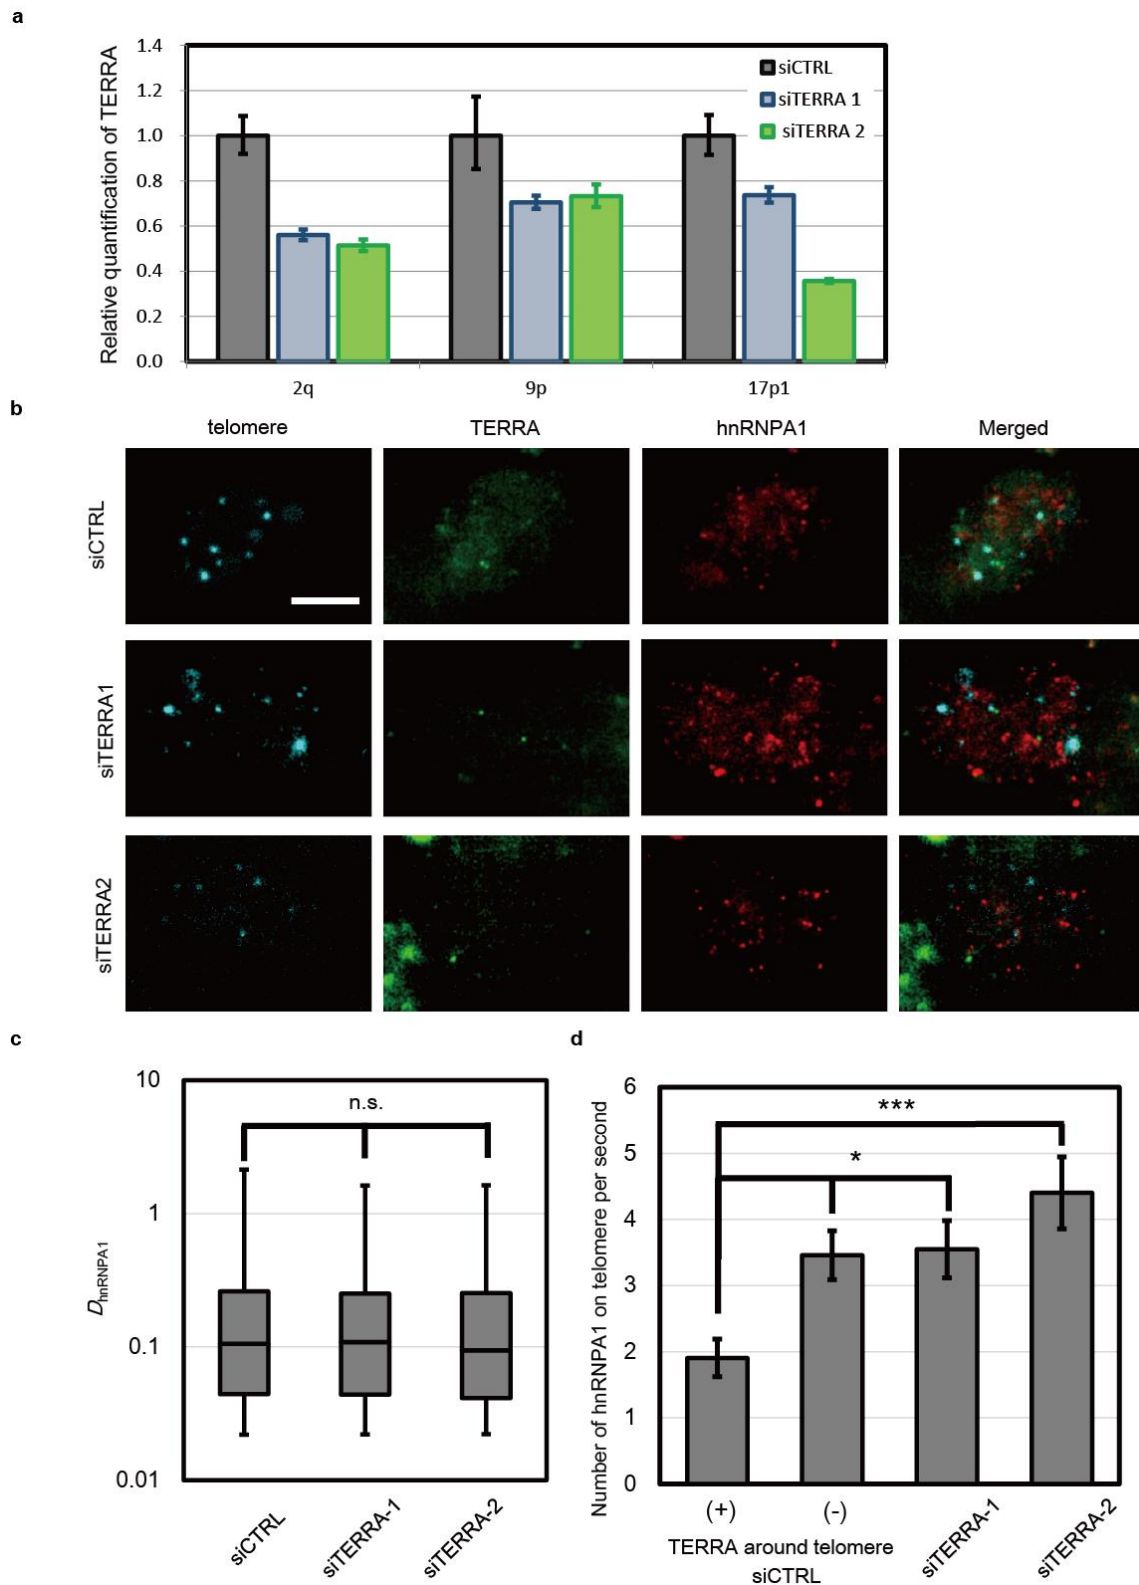 a
Relative quantification of TERRA
1.4
1.2
1.0
0.8
0.6
0.4
0.2
0.0
siCTRL
siTERRA 1
siTERRA 2
2q 9p 17p1
b
telomere TERRA hnRNPA1 Merged
siCTRL
siTERRA1
siTERRA2
c
DhnRNPA1
10
1
0.1
0.01
n.s.
siCTRL siTERRA-1 siTERRA-2
d
Number of hnRNPA1 on telomere per second
6
5
4
3
2
1
0
***
*
(+) (-) siTERRA-1 siTERRA-2
TERRA around telomere
siCTRL